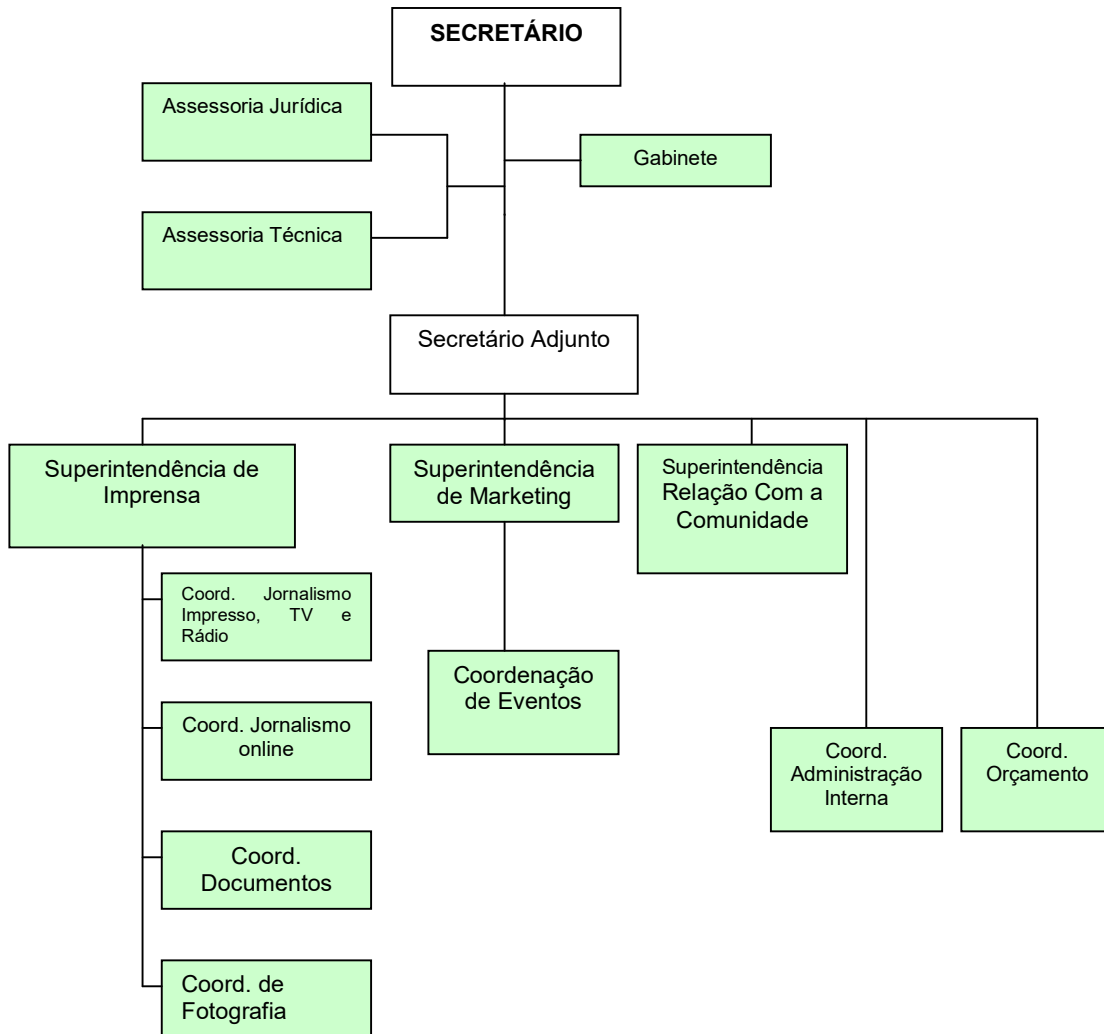 SECRETÁRIO
Assessoria Jurídica
Gabinete
Assessoria Técnica
Secretário Adjunto
Superintendência de
Imprensa
Superintendência
de Marketing
Superintendência
Relação Com a
Comunidade
Coord. Jornalismo
Impresso, TV e
Rádio
Coordenação
de Eventos
Coord. Jornalismo
online
Coord.
Administração
Interna
Coord.
Orçamento
Coord.
Documentos
Coord. de
Fotografia